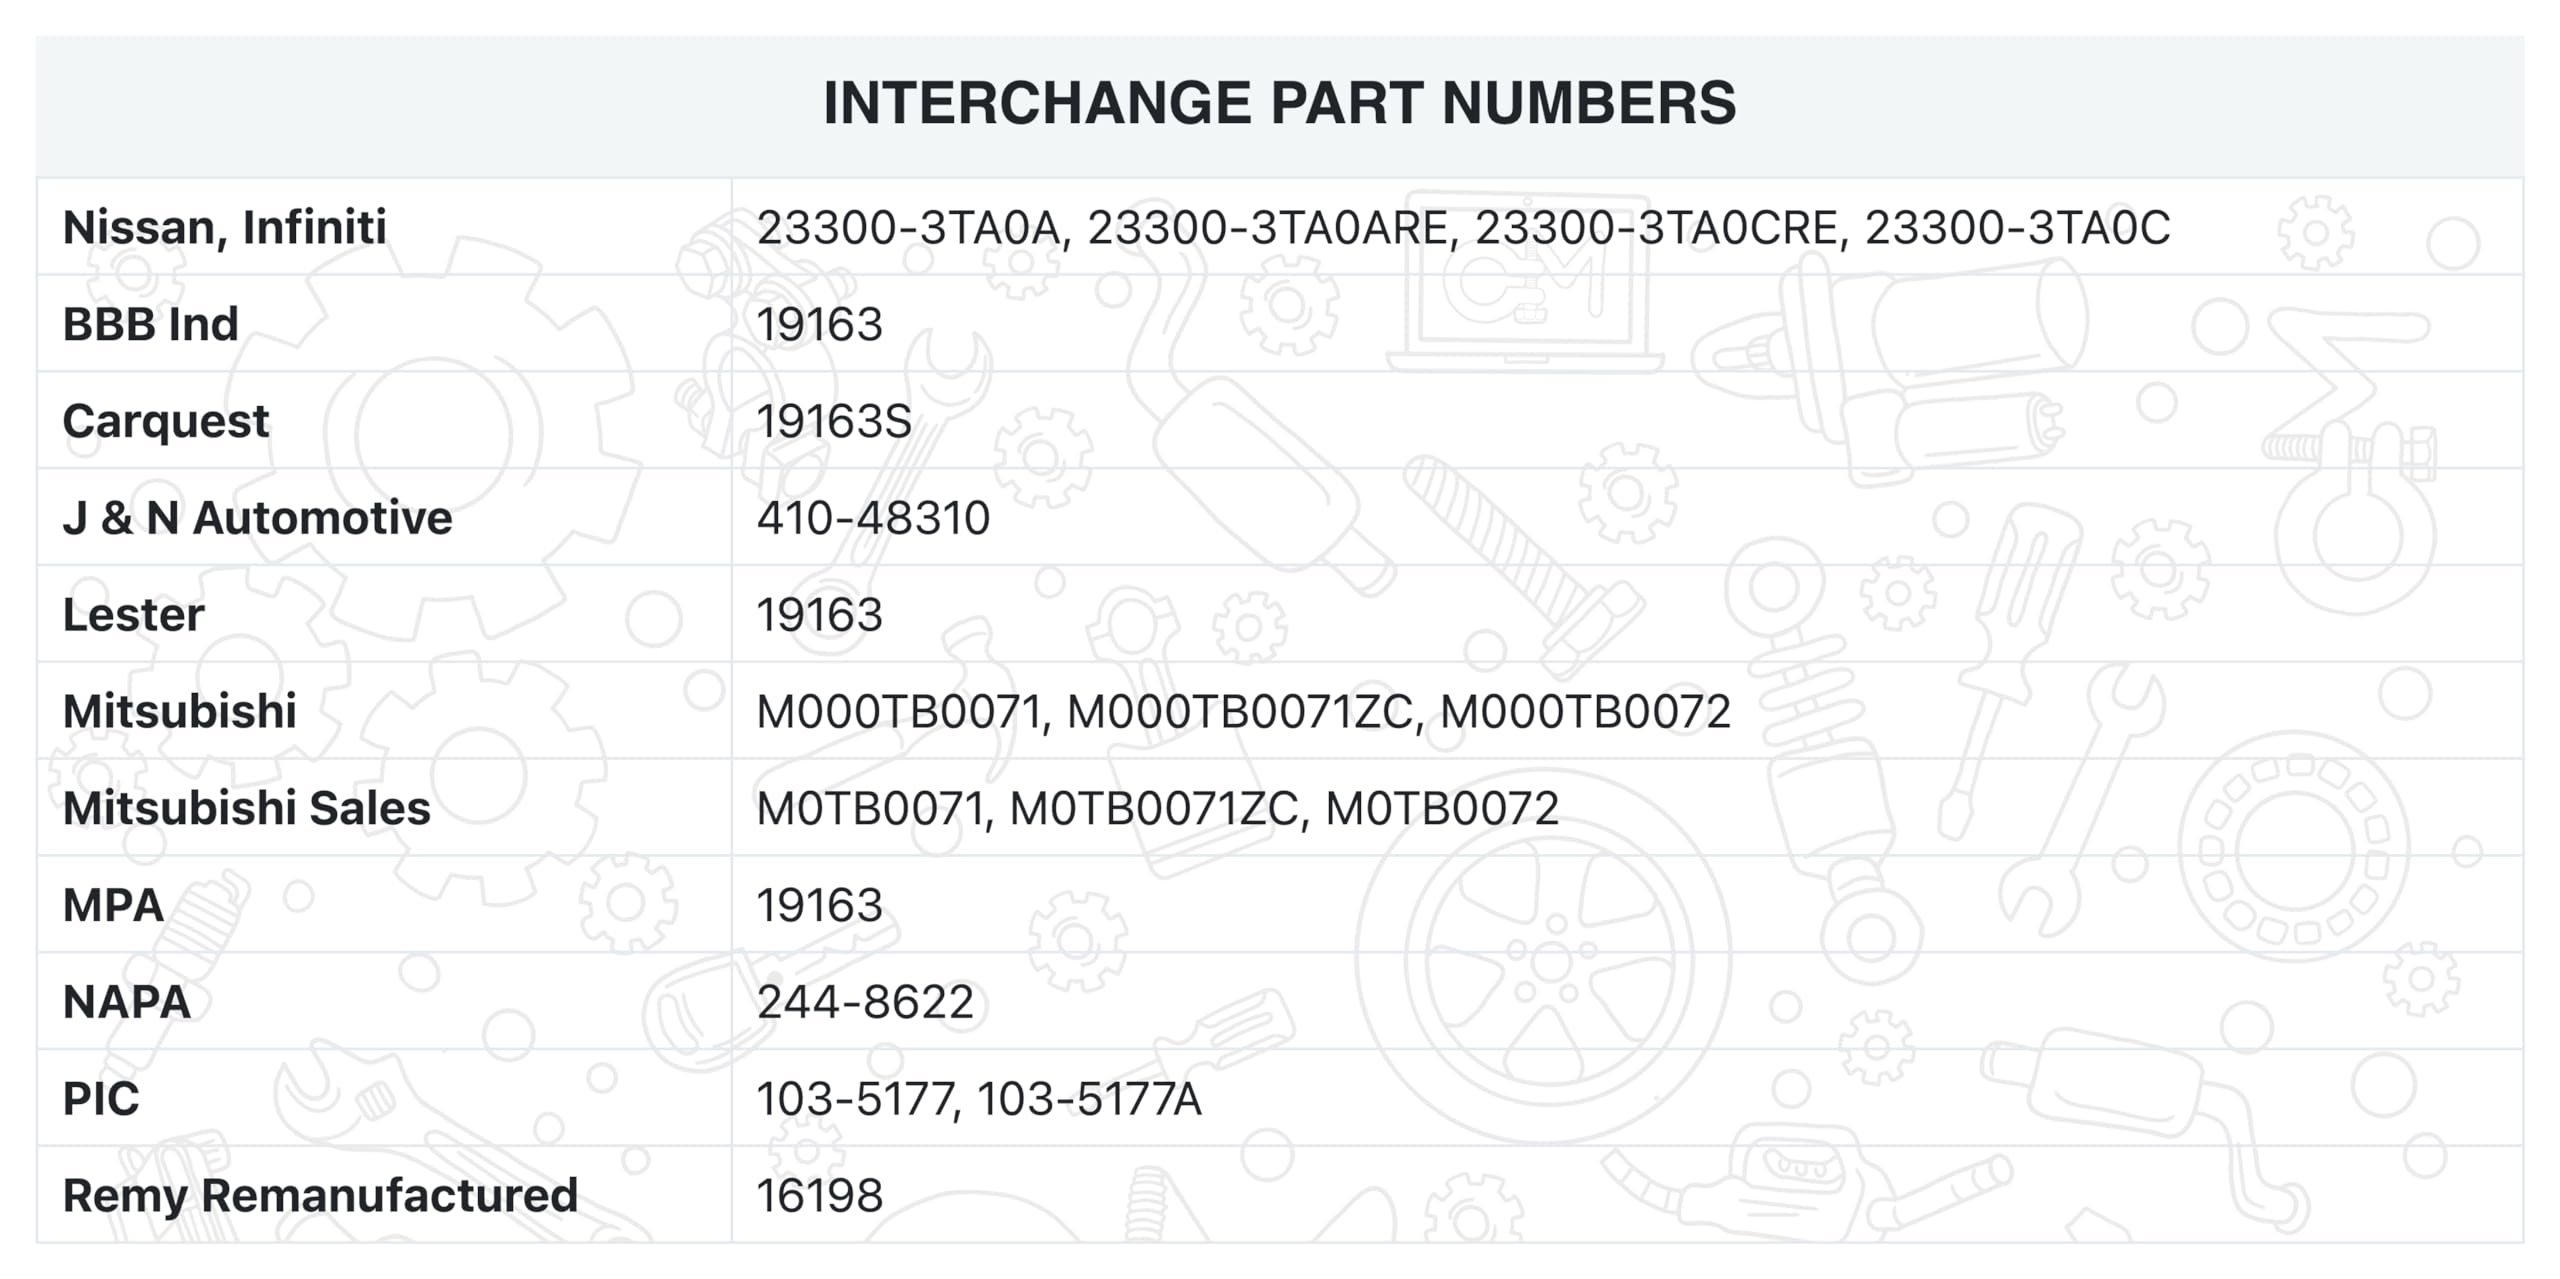 INTERCHANGE PART NUMBERS
Nissan, Infiniti 23300-3TA0A, 23300-3TA0ARE, 23300-3TA0CRE, 23300-3TA0C
BBB Ind 19163
Carquest 19163S
J & N Automotive 410-48310
Lester 19163
Mitsubishi M000TB0071, M000TB0071ZC, M000TB0072
Mitsubishi Sales M0TB0071, M0TB0071ZC, M0TB0072
MPA 19163
NAPA 244-8622
PIC 103-5177, 103-5177A
Remy Remanufactured 16198